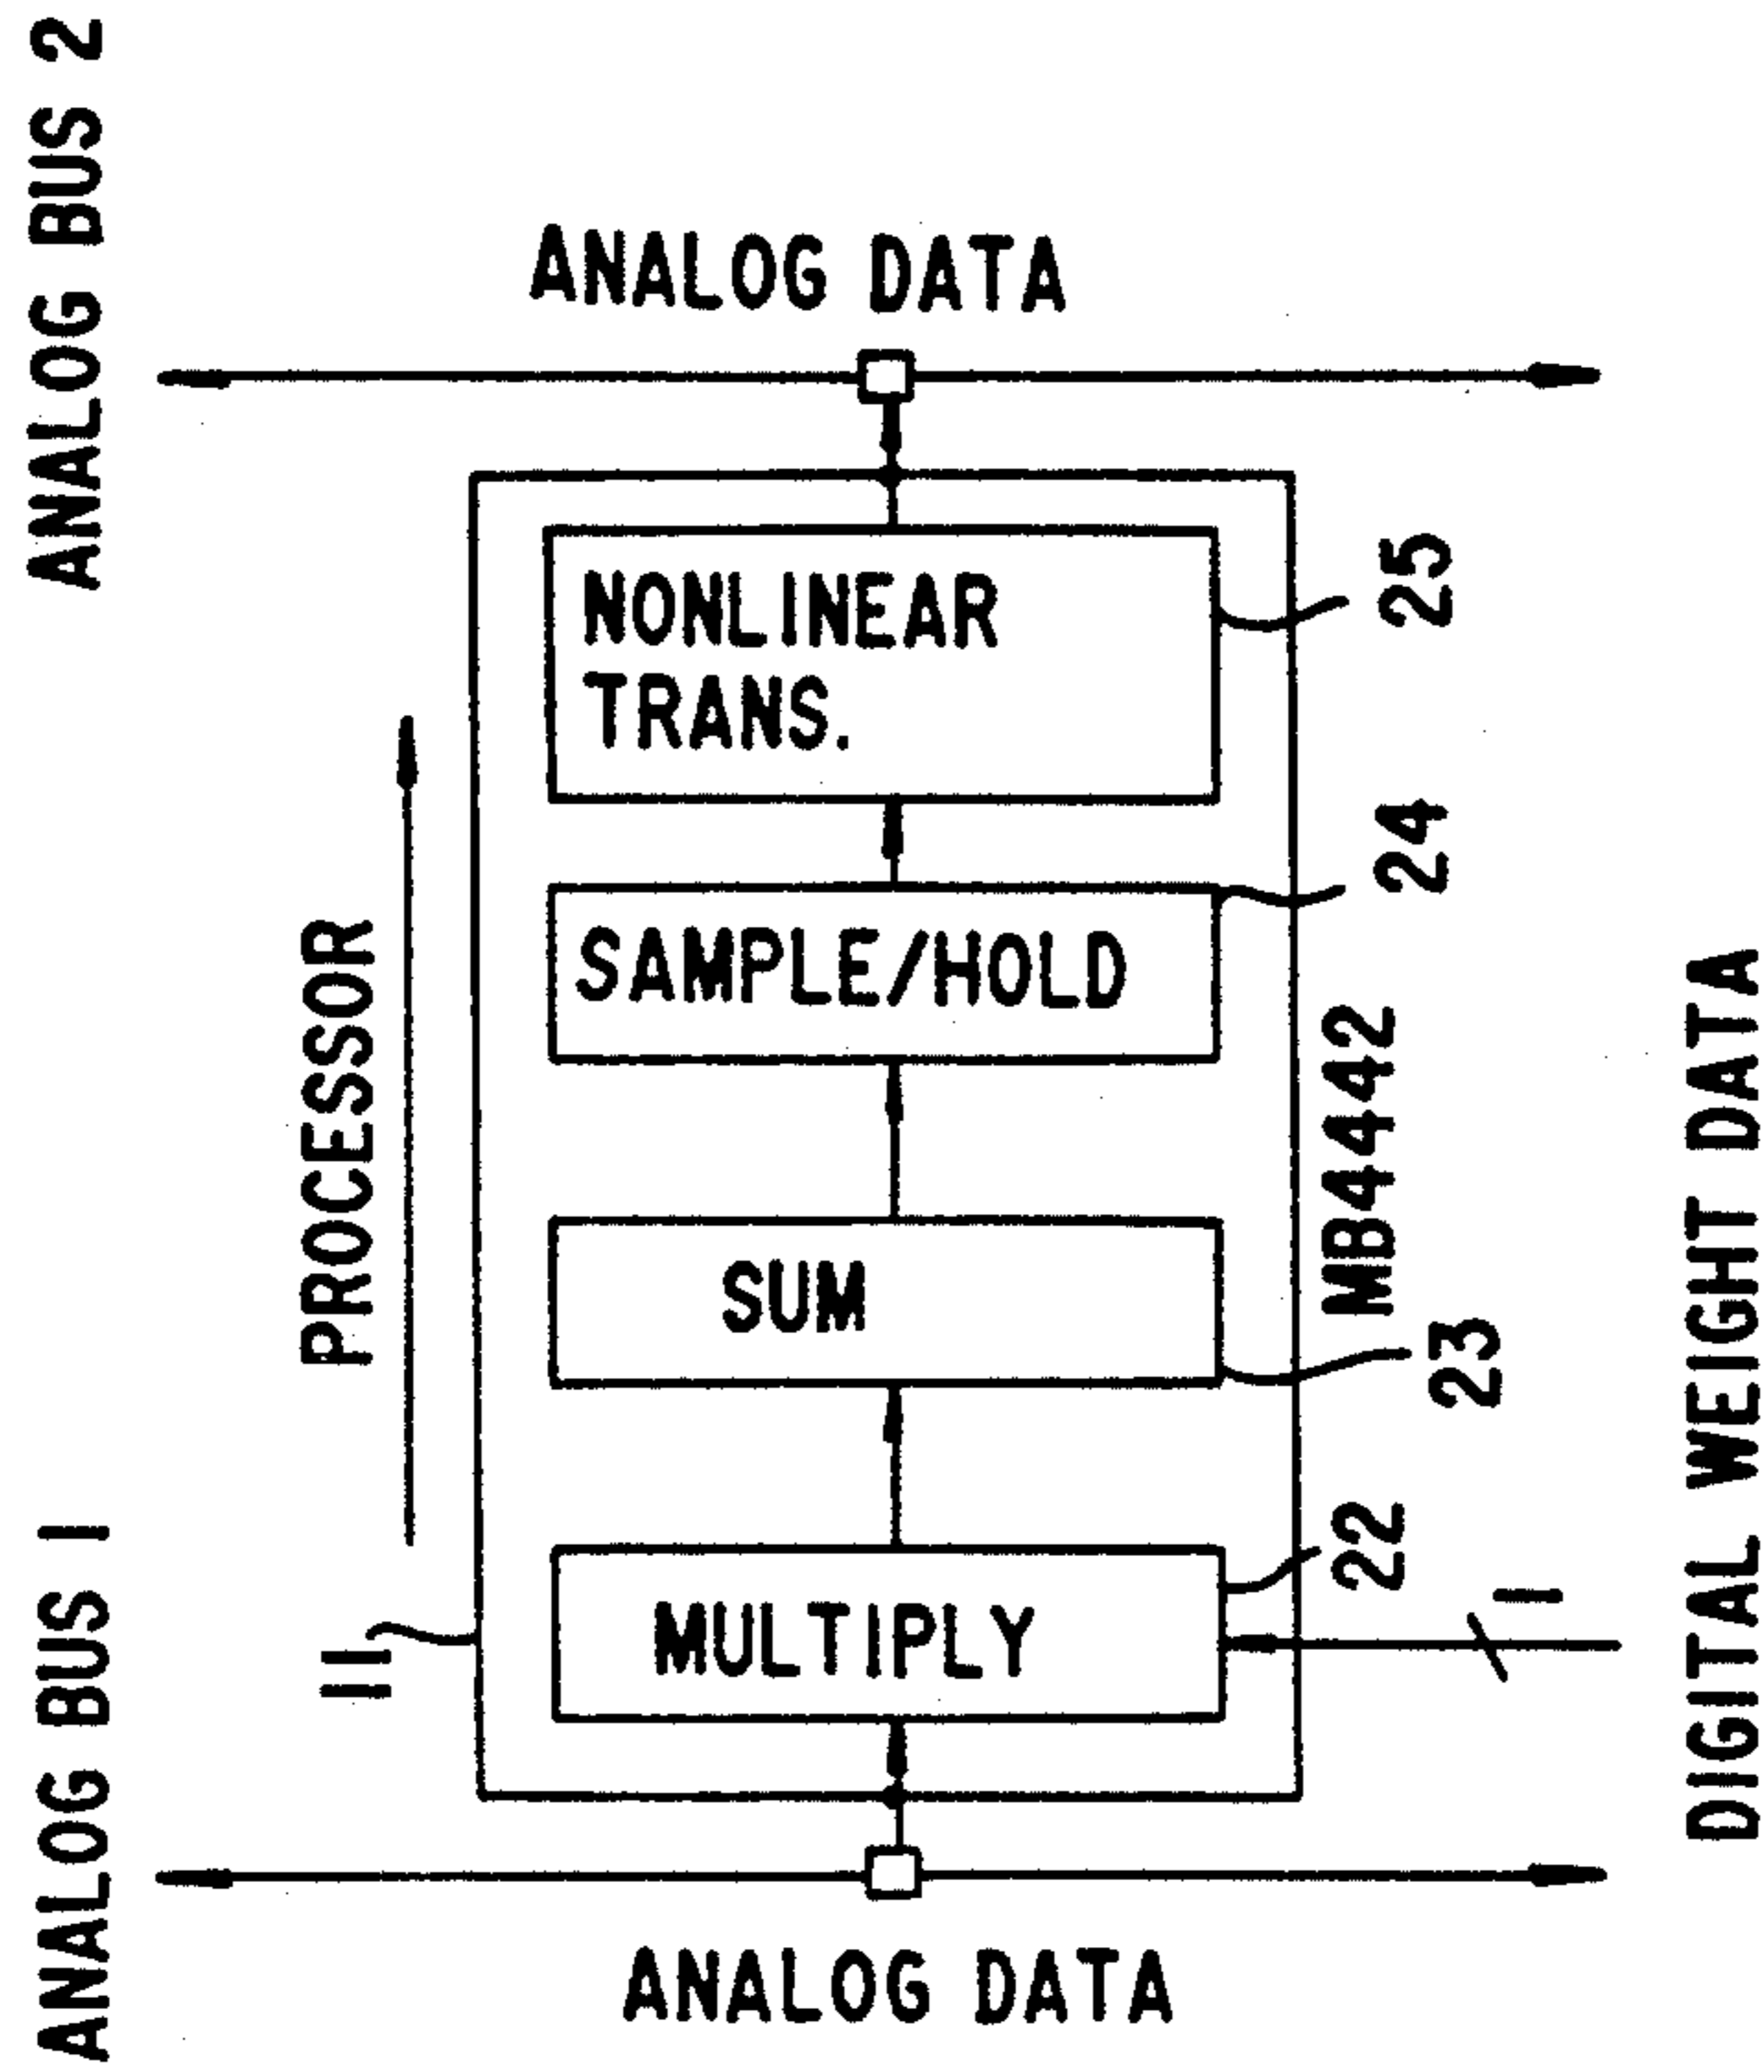 ANALOG BUS 2
ANALOG DATA
NONLINEAR
TRANS.
25
SAMPLE/HOLD
24
PROCESSOR
SUM
MB4442
23
MULTIPLY
22
11
1
ANALOG BUS 1
DIGITAL WEIGHT DATA
ANALOG DATA